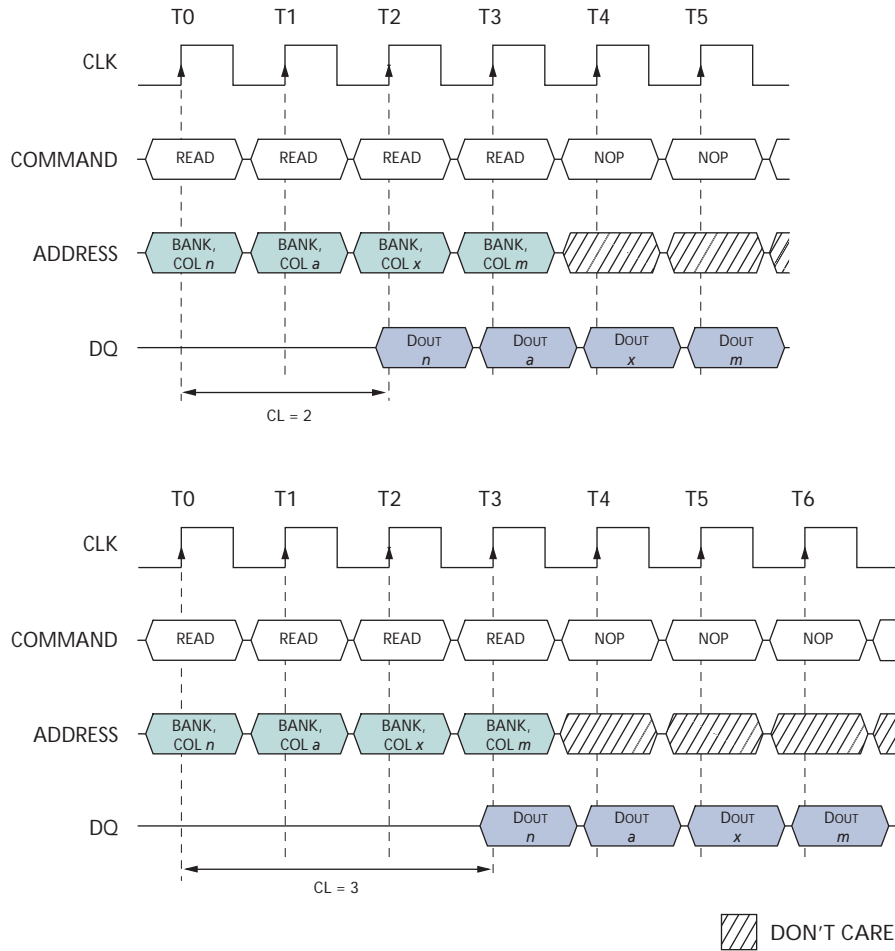 T0 T1 T2 T3 T4 T5
CLK
COMMAND READ READ READ READ NOP NOP
ADDRESS BANK, COL n BANK, COL a BANK, COL x BANK, COL m
DQ DOUT n DOUT a DOUT x DOUT m
CL = 2
T0 T1 T2 T3 T4 T5 T6
CLK
COMMAND READ READ READ READ NOP NOP NOP
ADDRESS BANK, COL n BANK, COL a BANK, COL x BANK, COL m
DQ DOUT n DOUT a DOUT x DOUT m
CL = 3
DON'T CARE